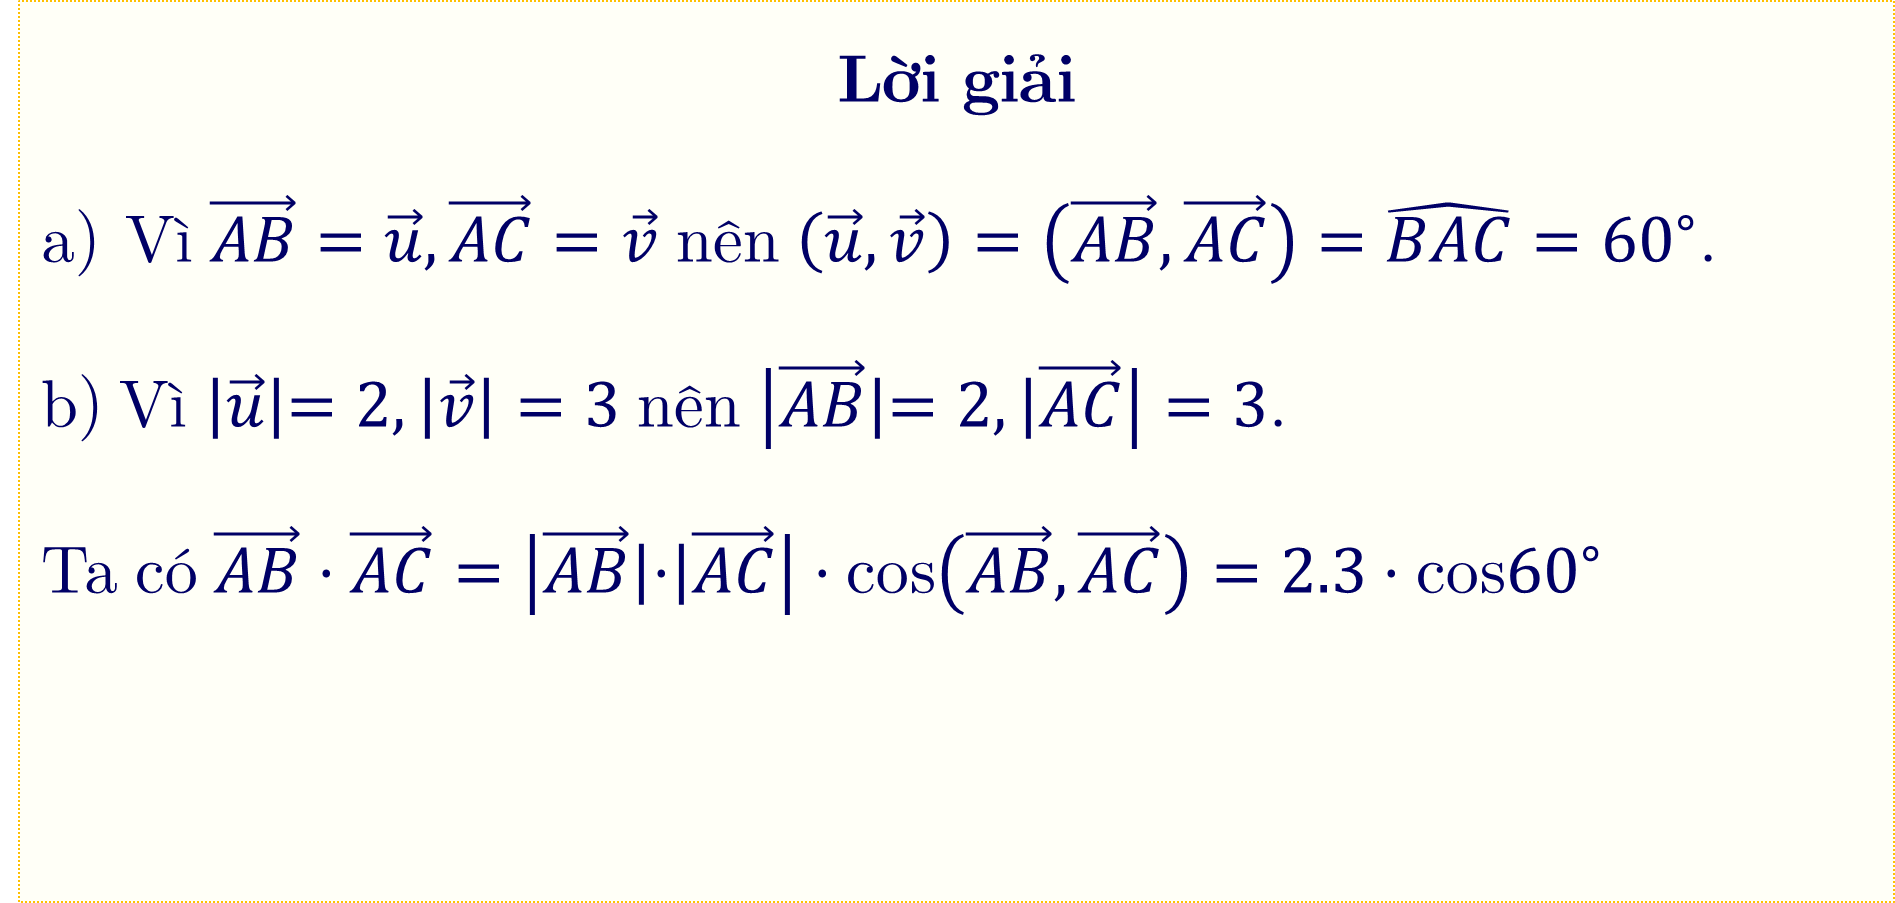 Lời giải
a) Vì $\overrightarrow{AB} = \vec{u}, \overrightarrow{AC} = \vec{v}$ nên $(\vec{u}, \vec{v}) = (\overrightarrow{AB}, \overrightarrow{AC}) = \widehat{BAC} = 60°.$
b) Vì $|\vec{u}| = 2, |\vec{v}| = 3$ nên $|\overrightarrow{AB}| = 2, |\overrightarrow{AC}| = 3.$
Ta có $\overrightarrow{AB} \cdot \overrightarrow{AC} = |\overrightarrow{AB}| \cdot |\overrightarrow{AC}| \cdot \cos(\overrightarrow{AB}, \overrightarrow{AC}) = 2.3 \cdot \cos 60°$